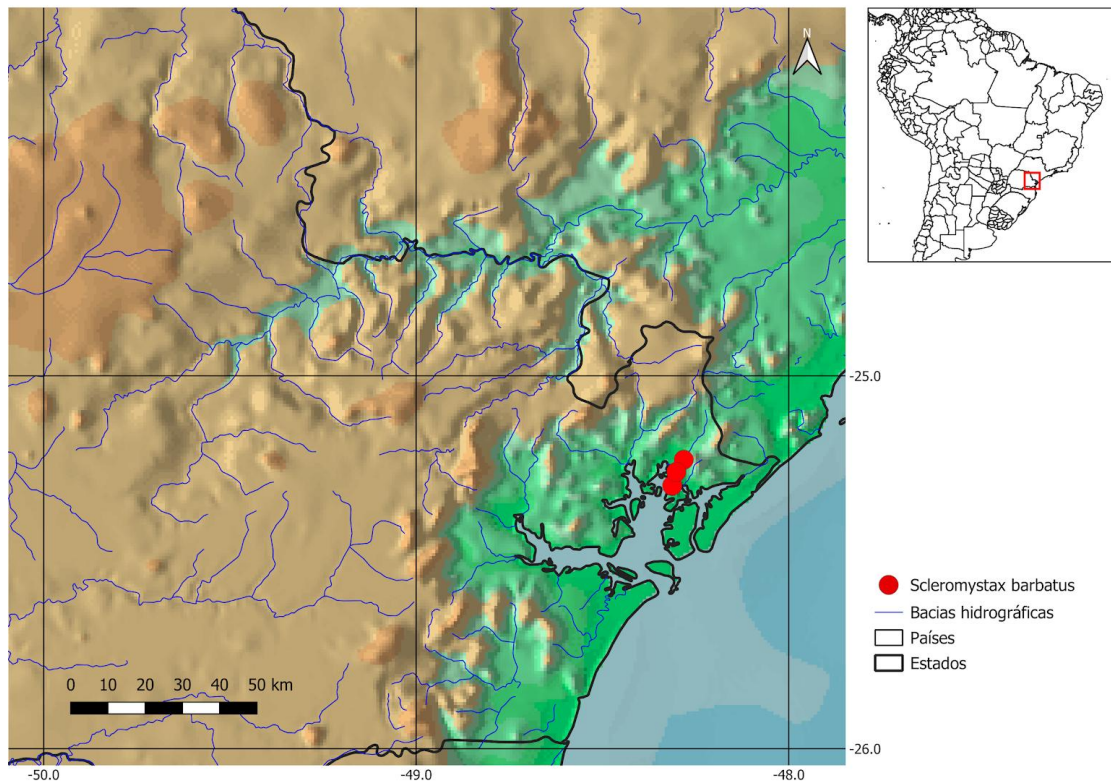 N
-25.0
Scleromystax barbatus
Bacias hidrográficas
Países
Estados
0 10 20 30 40 50 km
-26.0
-50.0 -49.0 -48.0